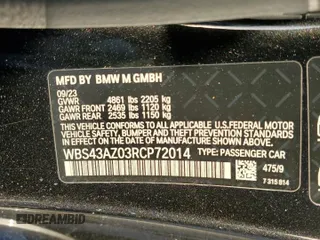 MFD BY BMW M GMBH
09/23
GVWR 4861 lbs 2205 kg
GAWR FRONT 2469 lbs 1120 kg
GAWR REAR 2535 lbs 1150 kg
THIS VEHICLE CONFORMS TO ALL APPLICABLE U.S. FEDERAL MOTOR
VEHICLE SAFETY, BUMPER, AND THEFT PREVENTION STANDARDS
IN EFFECT ON THE DATE OF MANUFACTURE SHOWN ABOVE.
WBS43AZ03RCP72014 TYPE: PASSENGER CAR
475/9
7 315 814
DREAMBID